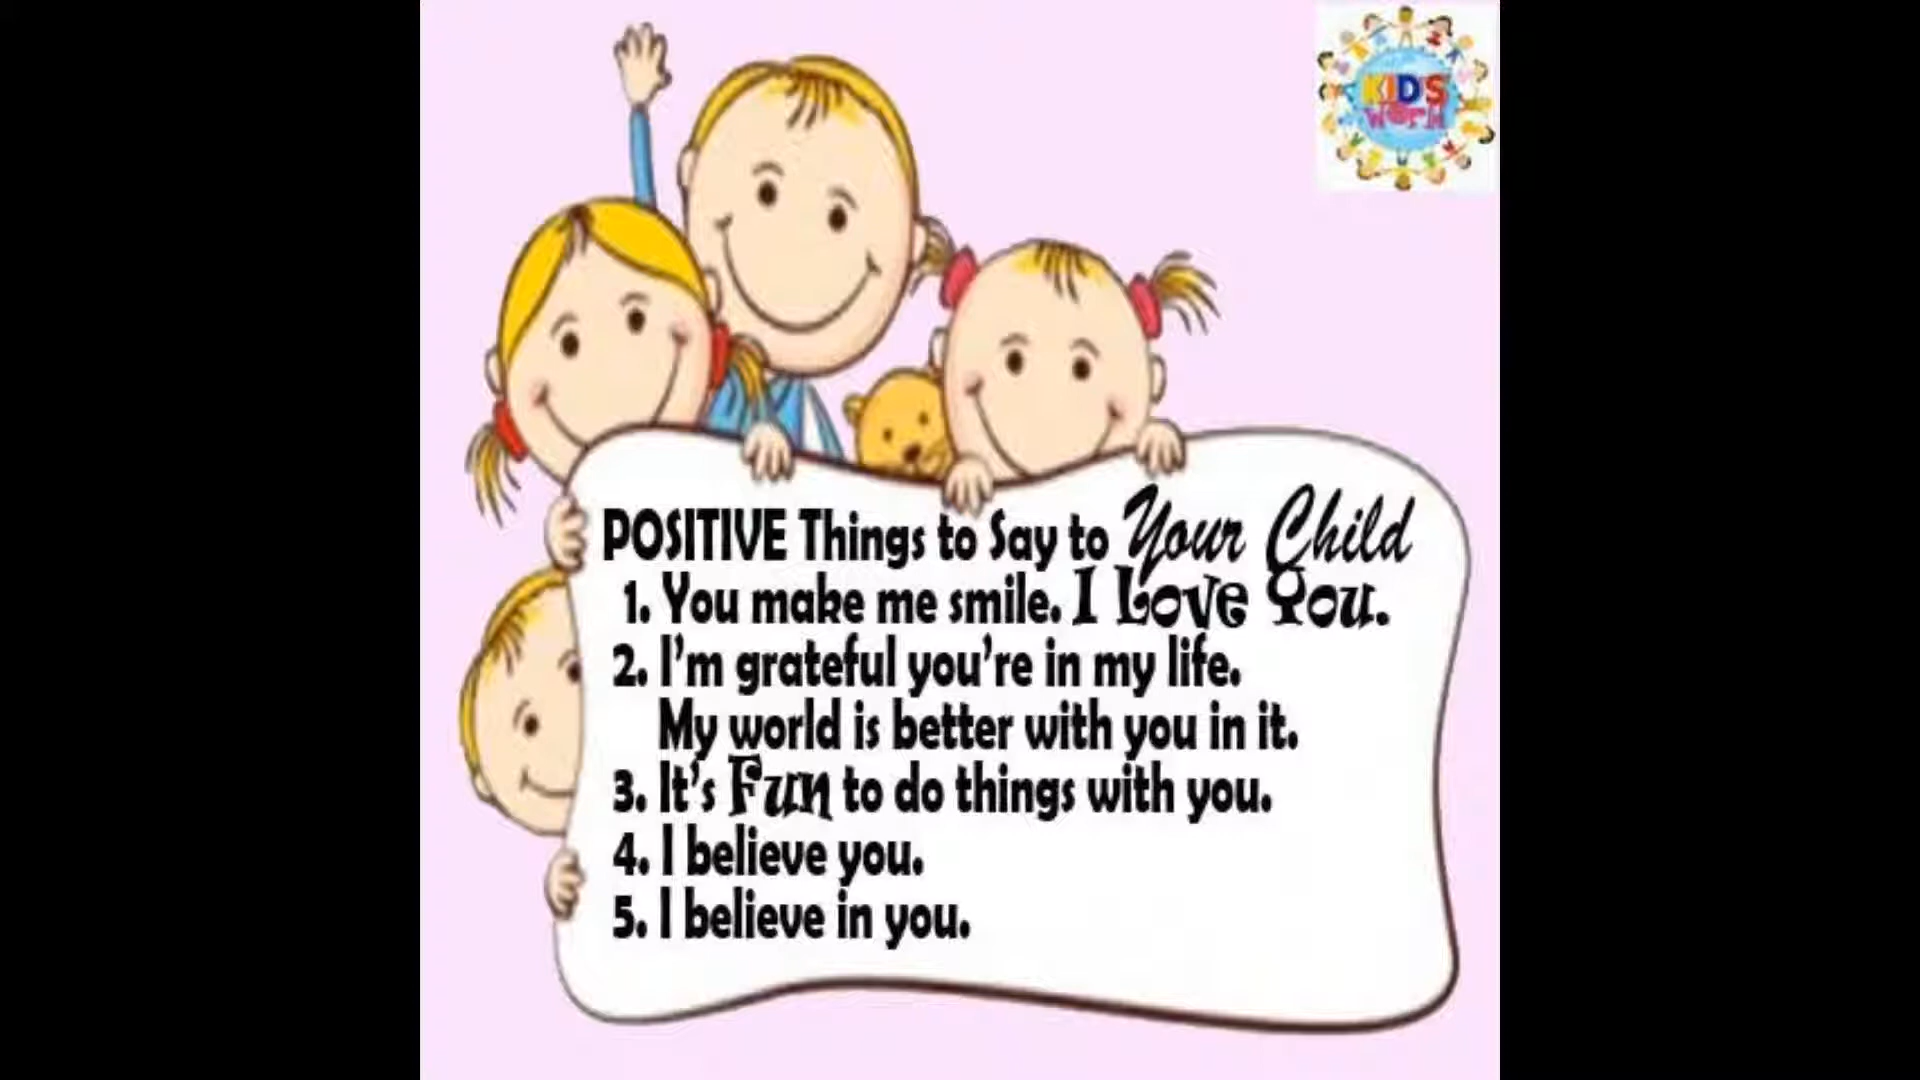 KID'S
World
POSITIVE Things to Say to Your Child
1. You make me smile. I Love You.
2. I'm grateful you're in my life.
My world is better with you in it.
3. It's Fun to do things with you.
4. I believe you.
5. I believe in you.